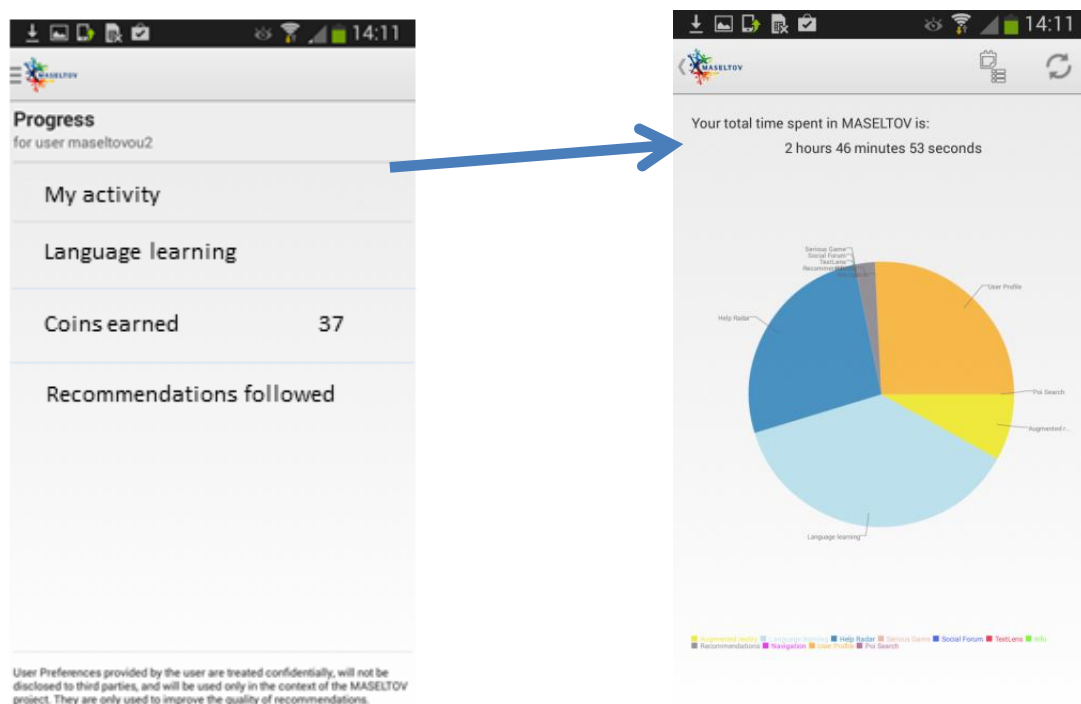 14:11
MASELTOV
Progress
for user maseltovou2
My activity
Language learning
Coins earned 37
Recommendations followed
User Preferences provided by the user are treated confidentially, will not be
disclosed to third parties, and will be used only in the context of the MASELTOV
project. They are only used to improve the quality of recommendations.
14:11
MASELTOV
Your total time spent in MASELTOV is:
2 hours 46 minutes 53 seconds
Serious Game
Social Forum
TextLens
User Profile
Help Radar
Poi Search
Augmented r...
Language learning
Augmented reality Language learning Help Radar Serious Game Social Forum TextLens Info
Recommendations Navigation User Profile Poi Search